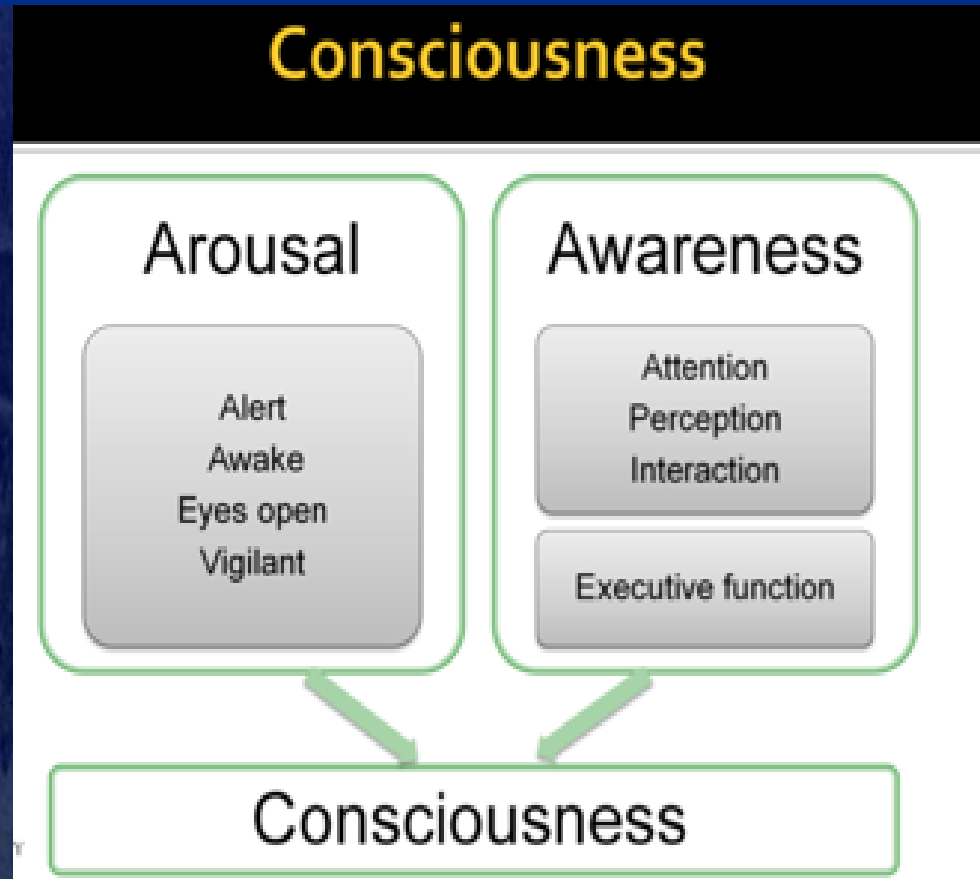 Consciousness
Arousal
Alert
Awake
Eyes open
Vigilant
Awareness
Attention
Perception
Interaction
Executive function
Consciousness
Y